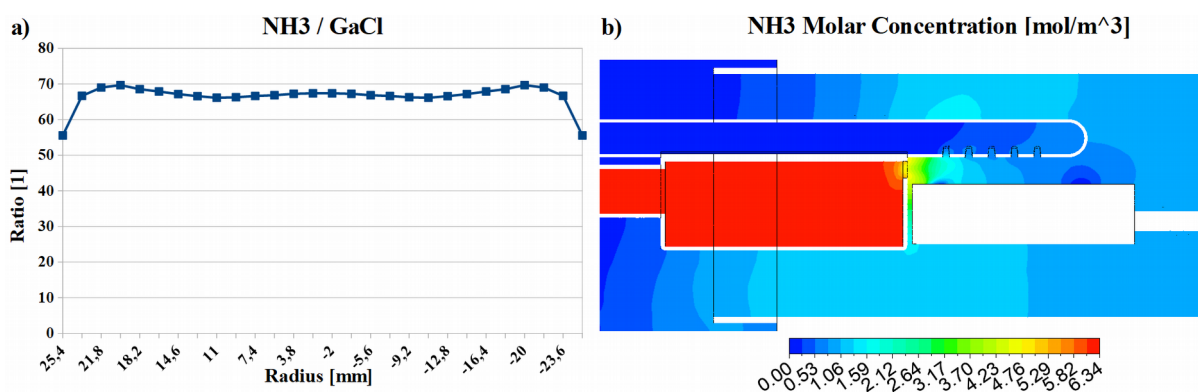 a) NH3 / GaCl
80
70
60
50
40
30
20
10
0
Ratio [1]
25,4 21,8 18,2 14,6 11 7,4 3,8 -2 -5,6 -9,2 -12,8 -16,4 -20 -23,6
Radius [mm]
b) NH3 Molar Concentration [mol/m^3]
0.00 0.53 1.06 1.59 2.12 2.64 3.17 3.70 4.23 4.76 5.29 5.82 6.34